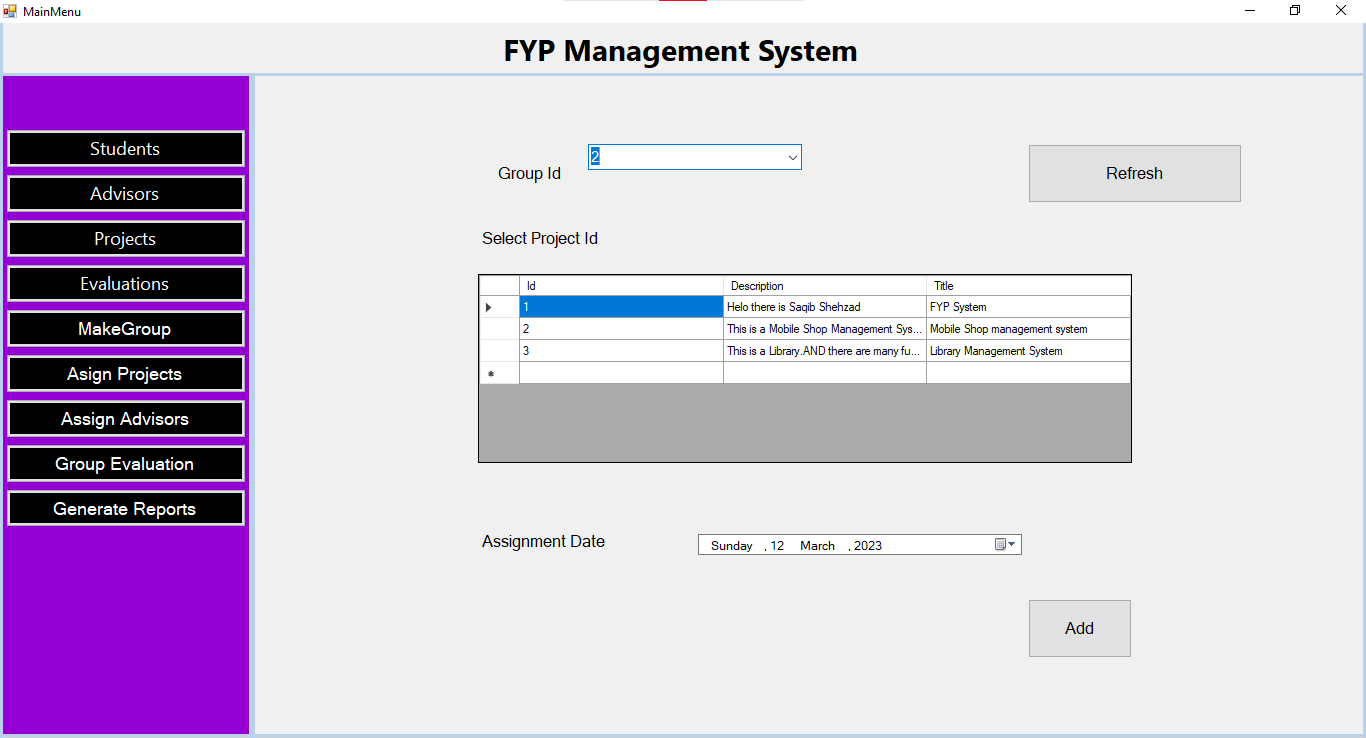 MainMenu
FYP Management System
Students
Advisors
Projects
Evaluations
MakeGroup
Asign Projects
Assign Advisors
Group Evaluation
Generate Reports
Group Id 2 Refresh
Select Project Id
Id Description Title
1 Helo there is Saqib Shehzad FYP System
2 This is a Mobile Shop Management Sys... Mobile Shop management system
3 This is a Library.AND there are many fu... Library Management System
Assignment Date Sunday , 12 March , 2023
Add